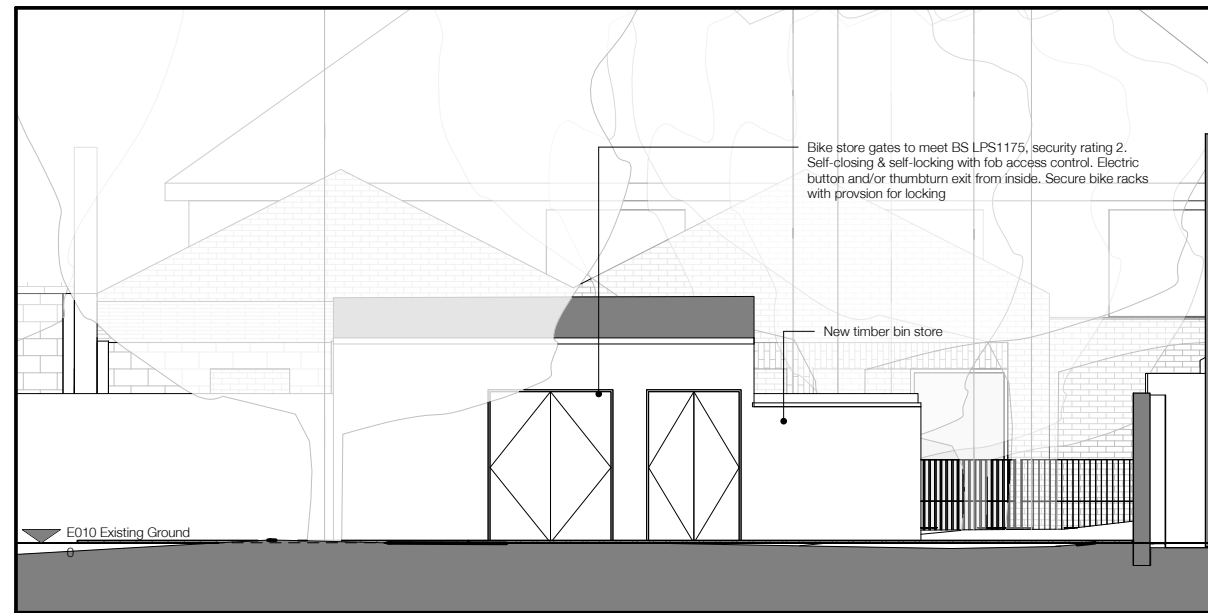 Bike store gates to meet BS LPS1175, security rating 2.
Self-closing & self-locking with fob access control. Electric
button and/or thumbturn exit from inside. Secure bike racks
with provsion for locking
New timber bin store
E010 Existing Ground
0